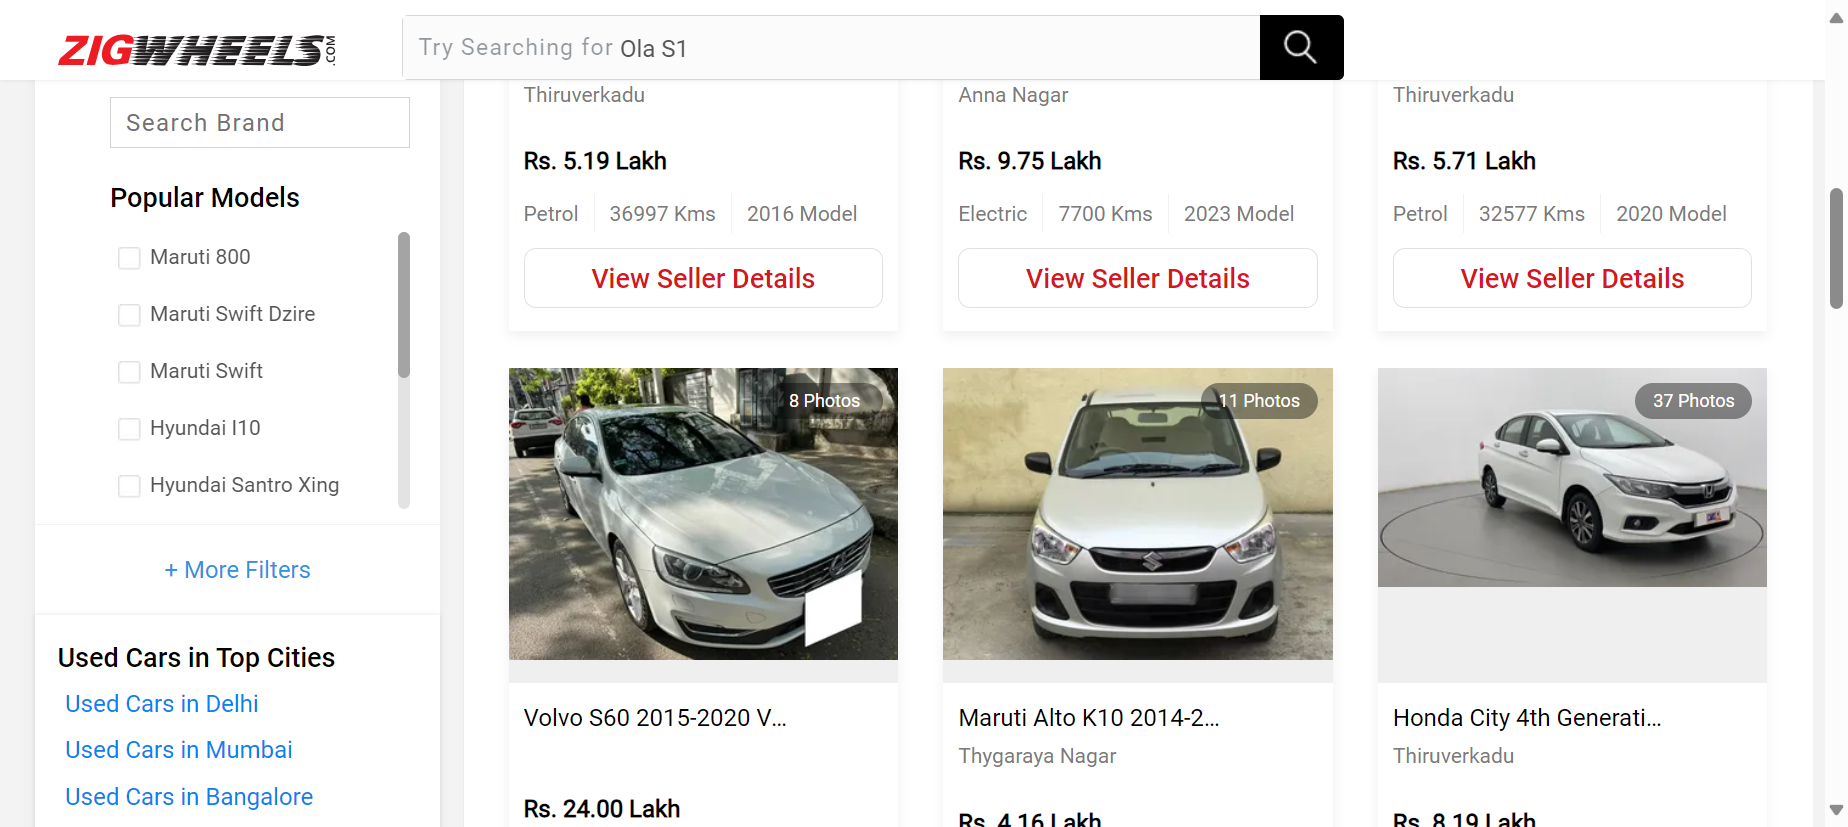 ZIGWHEELS.COM
Try Searching for Ola S1
Search Brand
Popular Models
Maruti 800
Maruti Swift Dzire
Maruti Swift
Hyundai I10
Hyundai Santro Xing
+ More Filters
Used Cars in Top Cities
Used Cars in Delhi
Used Cars in Mumbai
Used Cars in Bangalore
Thiruverkadu
Rs. 5.19 Lakh
Petrol 36997 Kms 2016 Model
View Seller Details
Anna Nagar
Rs. 9.75 Lakh
Electric 7700 Kms 2023 Model
View Seller Details
Thiruverkadu
Rs. 5.71 Lakh
Petrol 32577 Kms 2020 Model
View Seller Details
8 Photos
Volvo S60 2015-2020 V...
Rs. 24.00 Lakh
11 Photos
Maruti Alto K10 2014-2...
Thygaraya Nagar
Rs. 4.16 Lakh
37 Photos
Honda City 4th Generati...
Thiruverkadu
Rs. 8.19 Lakh